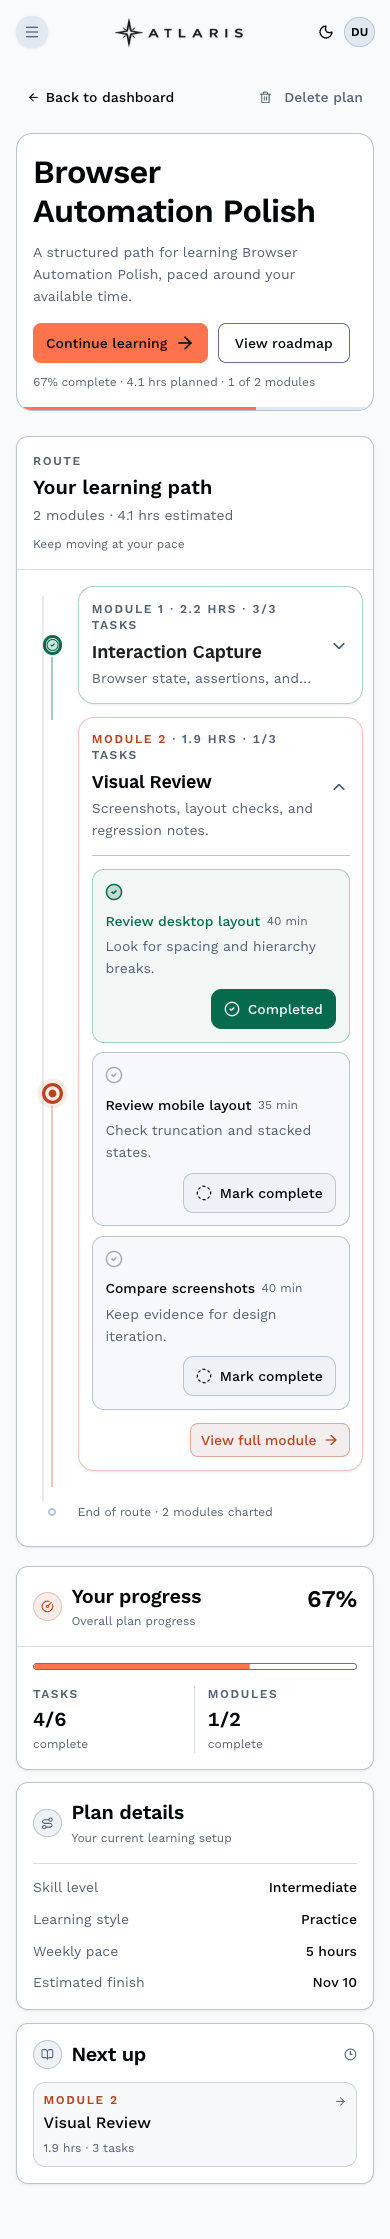 ATLARIS
DU
Back to dashboard
Delete plan
Browser
Automation Polish
A structured path for learning Browser
Automation Polish, paced around your
available time.
Continue learning
View roadmap
67% complete · 4.1 hrs planned · 1 of 2 modules
ROUTE
Your learning path
2 modules · 4.1 hrs estimated
Keep moving at your pace
MODULE 1 · 2.2 HRS · 3/3
TASKS
Interaction Capture
Browser state, assertions, and...
MODULE 2 · 1.9 HRS · 1/3
TASKS
Visual Review
Screenshots, layout checks, and
regression notes.
Review desktop layout 40 min
Look for spacing and hierarchy
breaks.
Completed
Review mobile layout 35 min
Check truncation and stacked
states.
Mark complete
Compare screenshots 40 min
Keep evidence for design
iteration.
Mark complete
View full module
End of route · 2 modules charted
Your progress
67%
Overall plan progress
TASKS
4/6
complete
MODULES
1/2
complete
Plan details
Your current learning setup
Skill level Intermediate
Learning style Practice
Weekly pace 5 hours
Estimated finish Nov 10
Next up
MODULE 2
Visual Review
1.9 hrs · 3 tasks